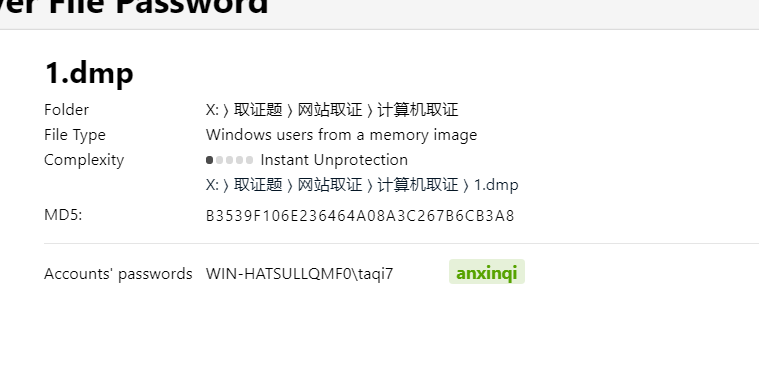 File Password
1.dmp
Folder X: 〉取证题〉网站取证〉计算机取证
File Type Windows users from a memory image
Complexity Instant Unprotection
X: 〉取证题〉网站取证〉计算机取证〉1.dmp
MD5: B3539F106E236464A08A3C267B6CB3A8
Accounts' passwords WIN-HATSULLQMF0\taqi7 anxinqi